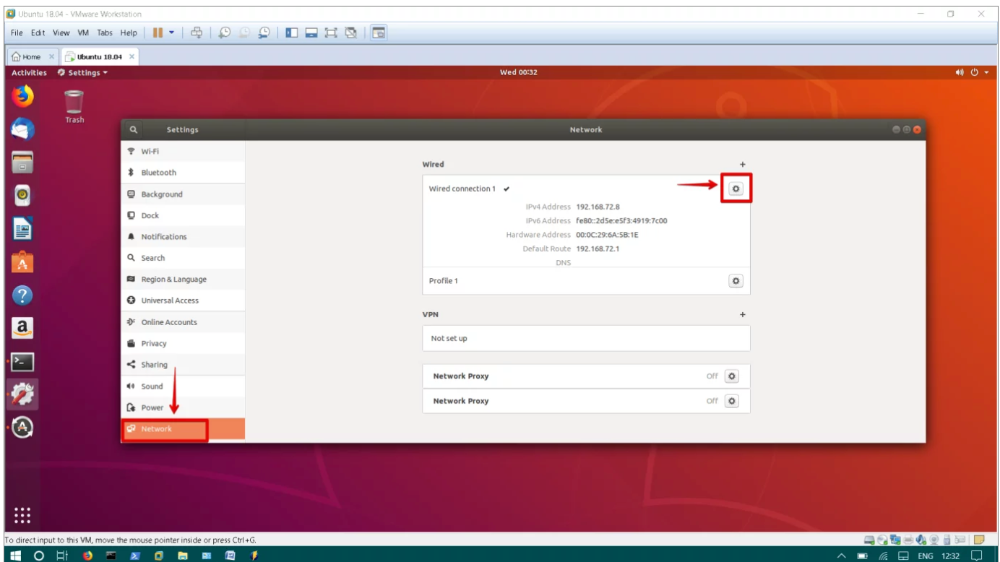 Ubuntu 18.04 - VMware Workstation
File Edit View VM Tabs Help
Home
Ubuntu 18.04
Activities Settings Wed 00:32
Trash
Settings Network
Wi-Fi
Bluetooth
Background
Dock
Notifications
Search
Region & Language
Universal Access
Online Accounts
Privacy
Sharing
Sound
Power
Network
Wired +
Wired connection 1
IPv4 Address 192.168.72.8
IPv6 Address fe80::2d5e:e5f3:4919:7c00
Hardware Address 00:0C:29:6A:5B:1E
Default Route 192.168.72.1
DNS
Profile 1
VPN +
Not set up
Network Proxy Off
Network Proxy Off
To direct input to this VM, move the mouse pointer inside or press Ctrl+G.
ENG 12:32